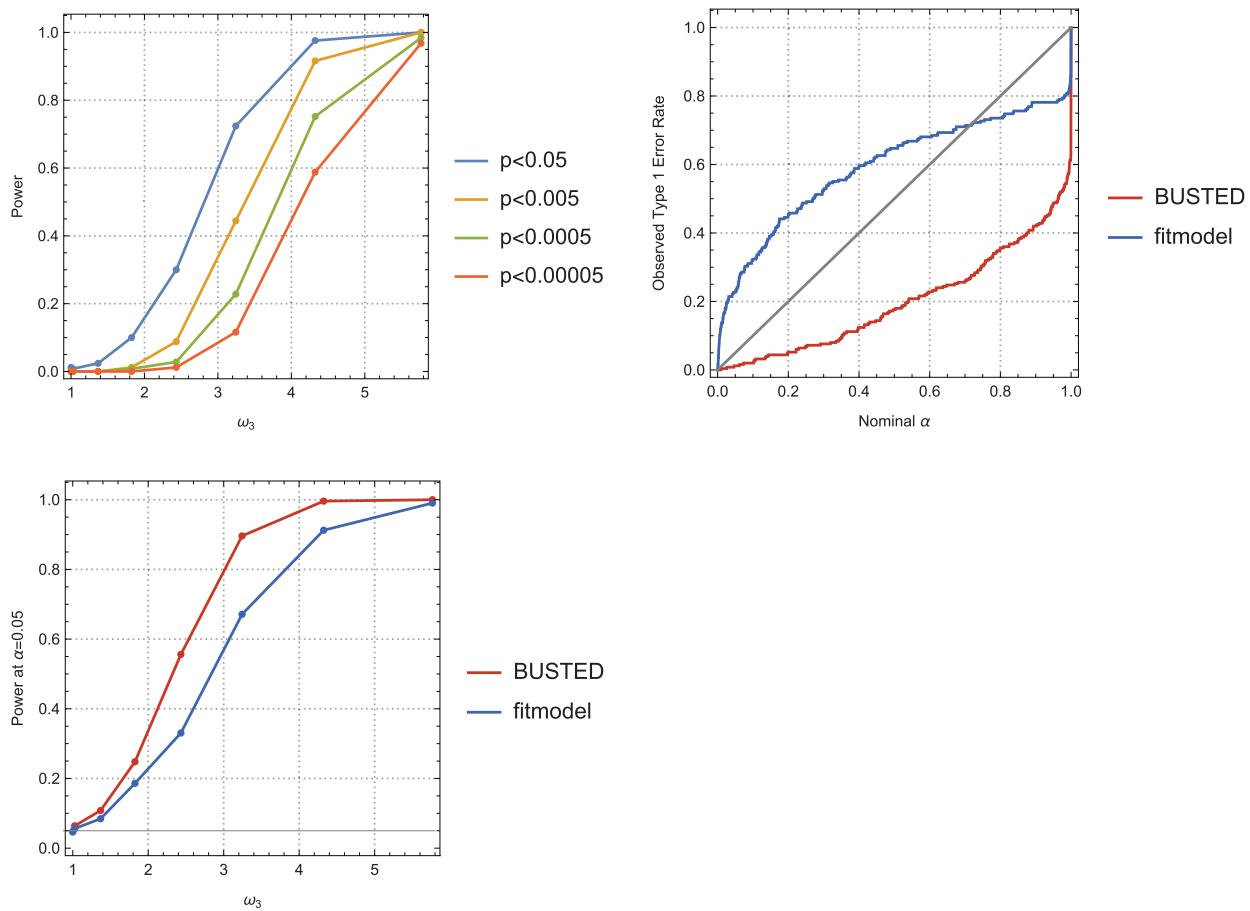 1.0
0.8
0.6
0.4
0.2
0.0
Power
1 2 3 4 5
ω₃
p<0.05
p<0.005
p<0.0005
p<0.00005
1.0
0.8
0.6
0.4
0.2
0.0
Observed Type 1 Error Rate
0.0 0.2 0.4 0.6 0.8 1.0
Nominal α
BUSTED
fitmodel
1.0
0.8
0.6
0.4
0.2
0.0
Power at α=0.05
1 2 3 4 5
ω₃
BUSTED
fitmodel